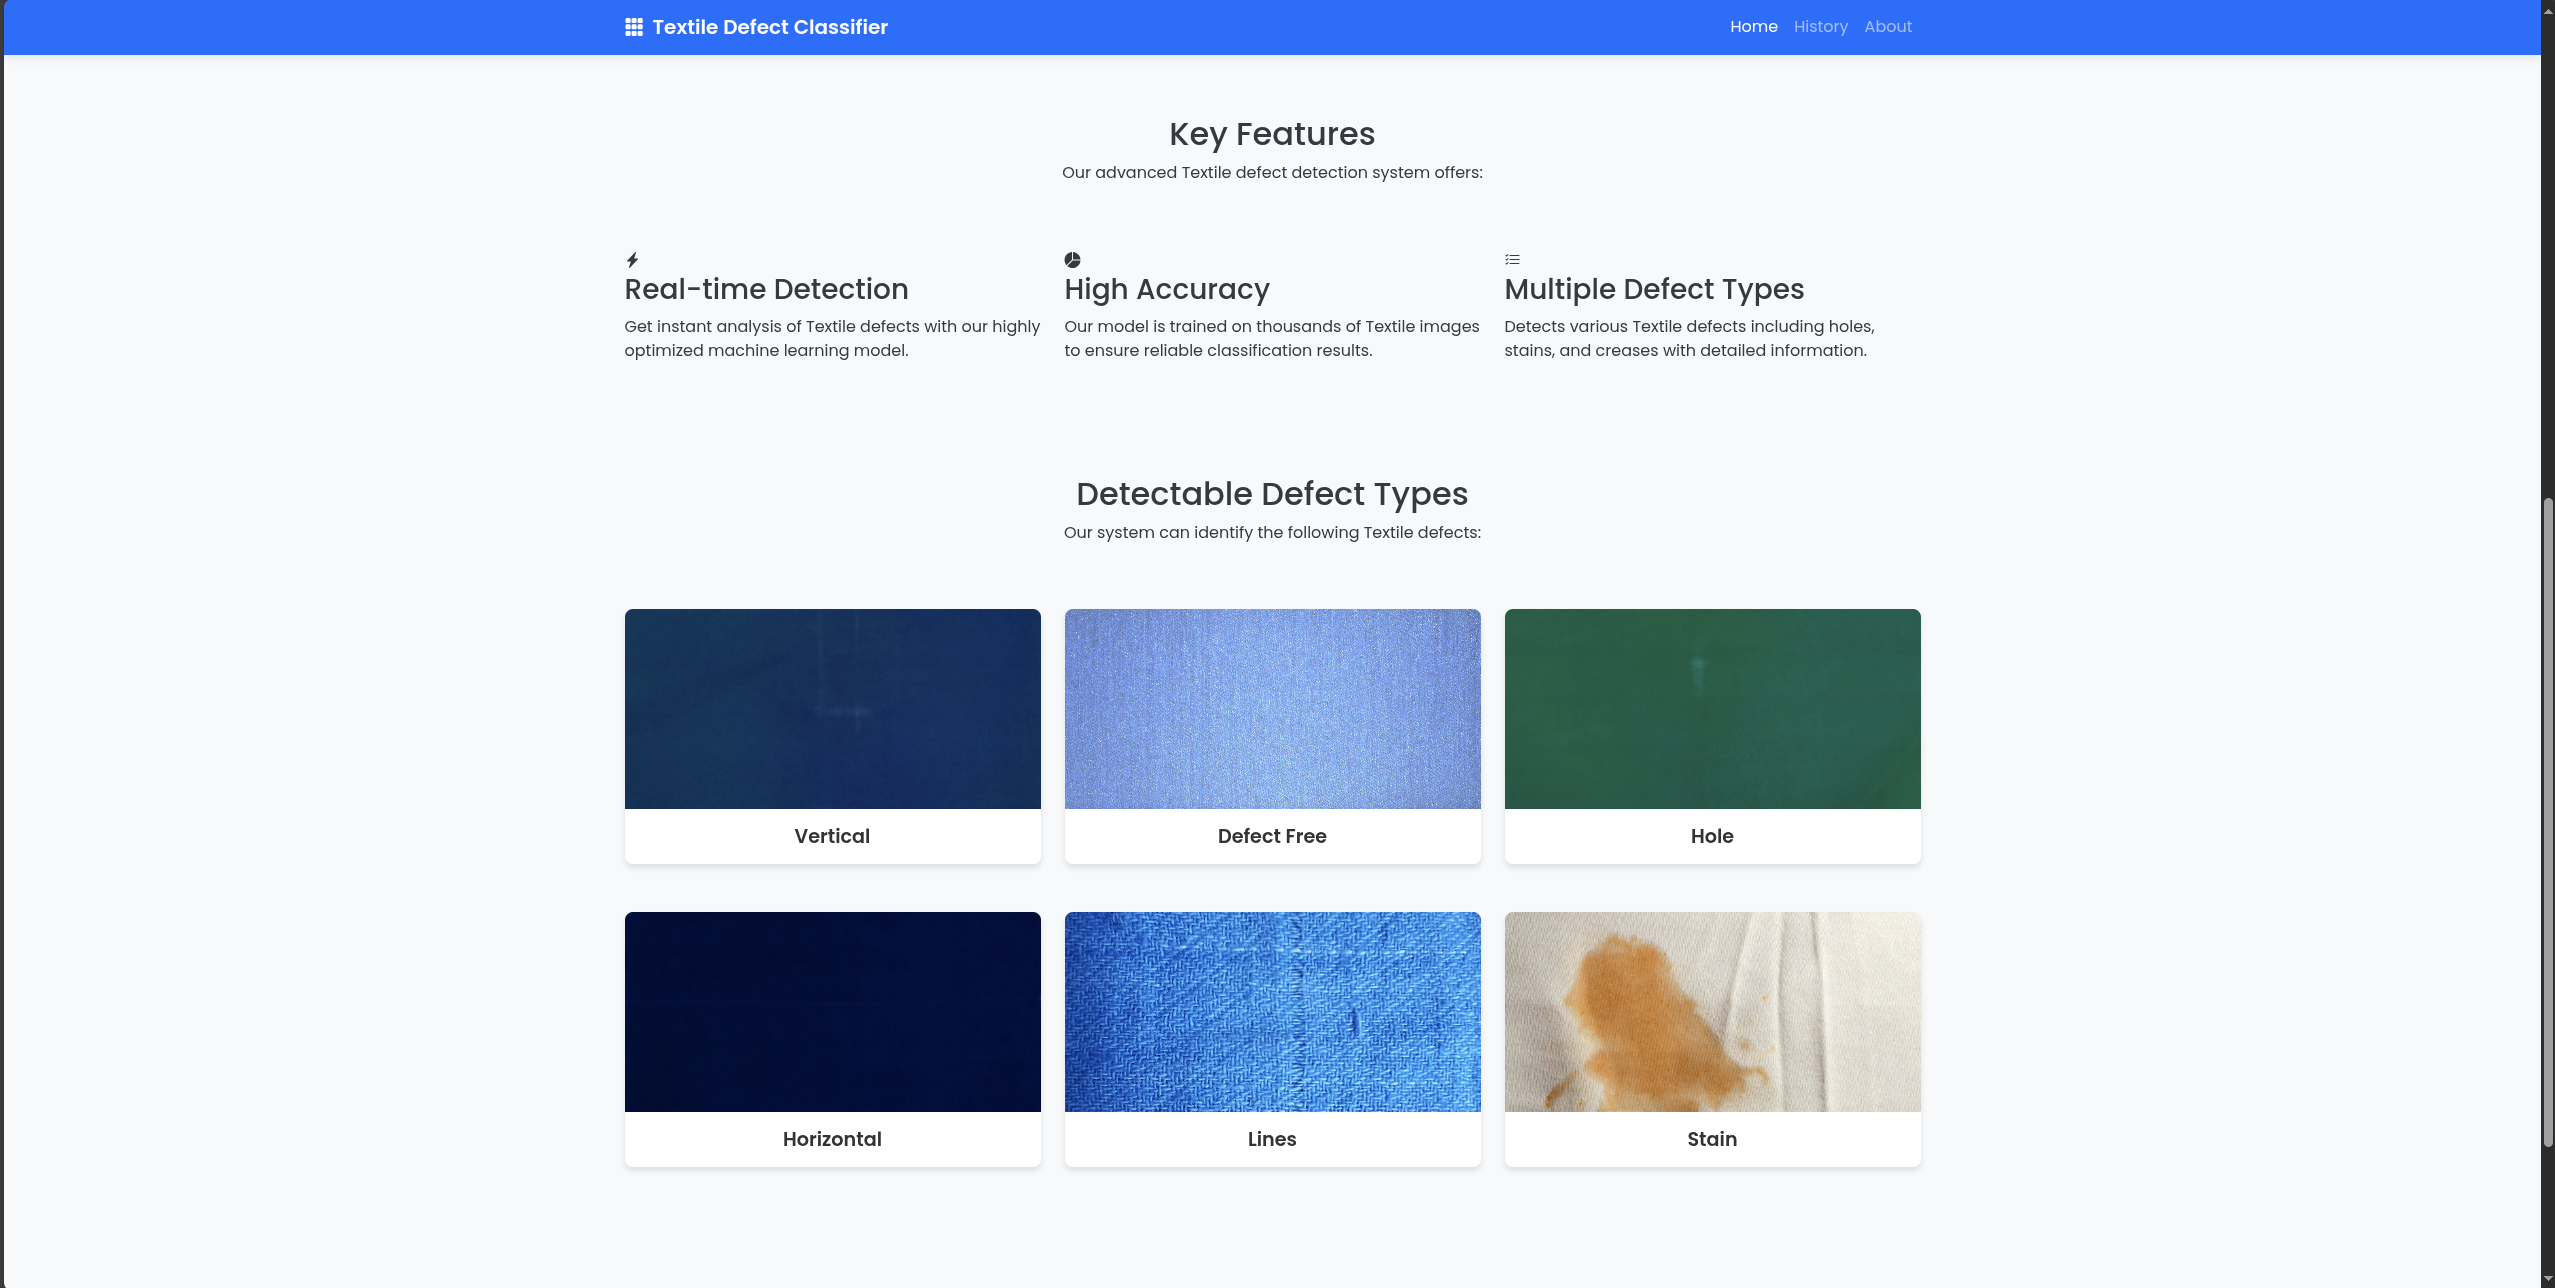 Textile Defect Classifier
Home History About
Key Features
Our advanced Textile defect detection system offers:
Real-time Detection
Get instant analysis of Textile defects with our highly
optimized machine learning model.
High Accuracy
Our model is trained on thousands of Textile images
to ensure reliable classification results.
Multiple Defect Types
Detects various Textile defects including holes,
stains, and creases with detailed information.
Detectable Defect Types
Our system can identify the following Textile defects:
Vertical
Defect Free
Hole
Horizontal
Lines
Stain